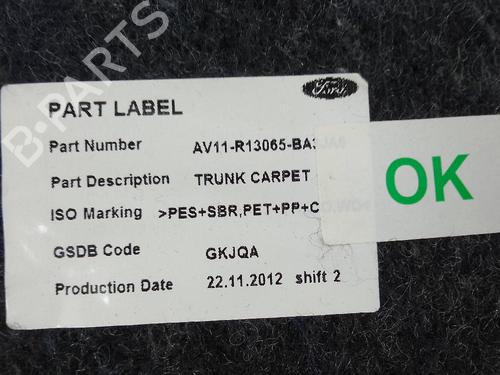 B-PARTS
Ford
PART LABEL
Part Number AV11-R13065-BA
Part Description TRUNK CARPET
ISO Marking >PES+SBR,PET+PP+C
GSDB Code GKJQA
Production Date 22.11.2012 shift 2
OK